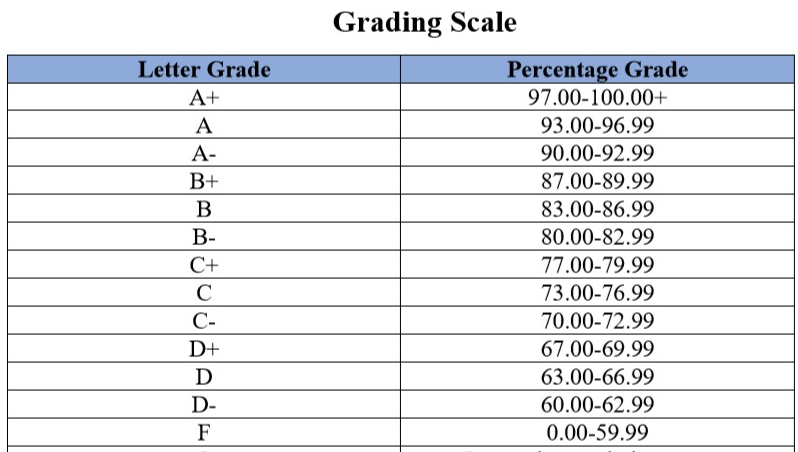 Grading Scale
Letter Grade Percentage Grade
A+ 97.00-100.00+
A 93.00-96.99
A- 90.00-92.99
B+ 87.00-89.99
B 83.00-86.99
B- 80.00-82.99
C+ 77.00-79.99
C 73.00-76.99
C- 70.00-72.99
D+ 67.00-69.99
D 63.00-66.99
D- 60.00-62.99
F 0.00-59.99